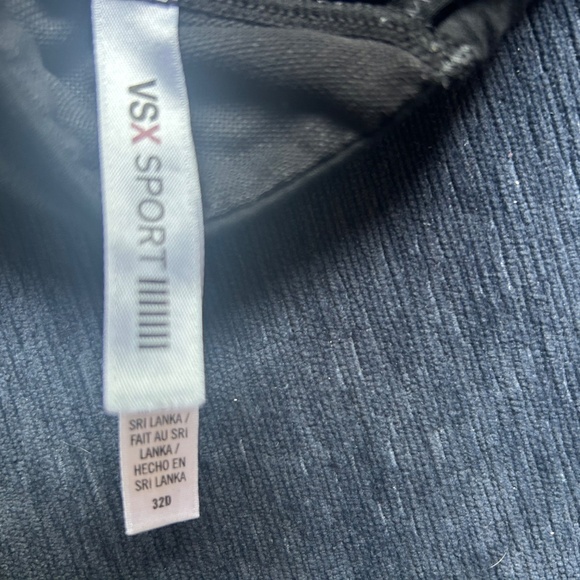 VSX SPORT
SRI LANKA /
FAIT AU SRI
LANKA /
HECHO EN
SRI LANKA
32D